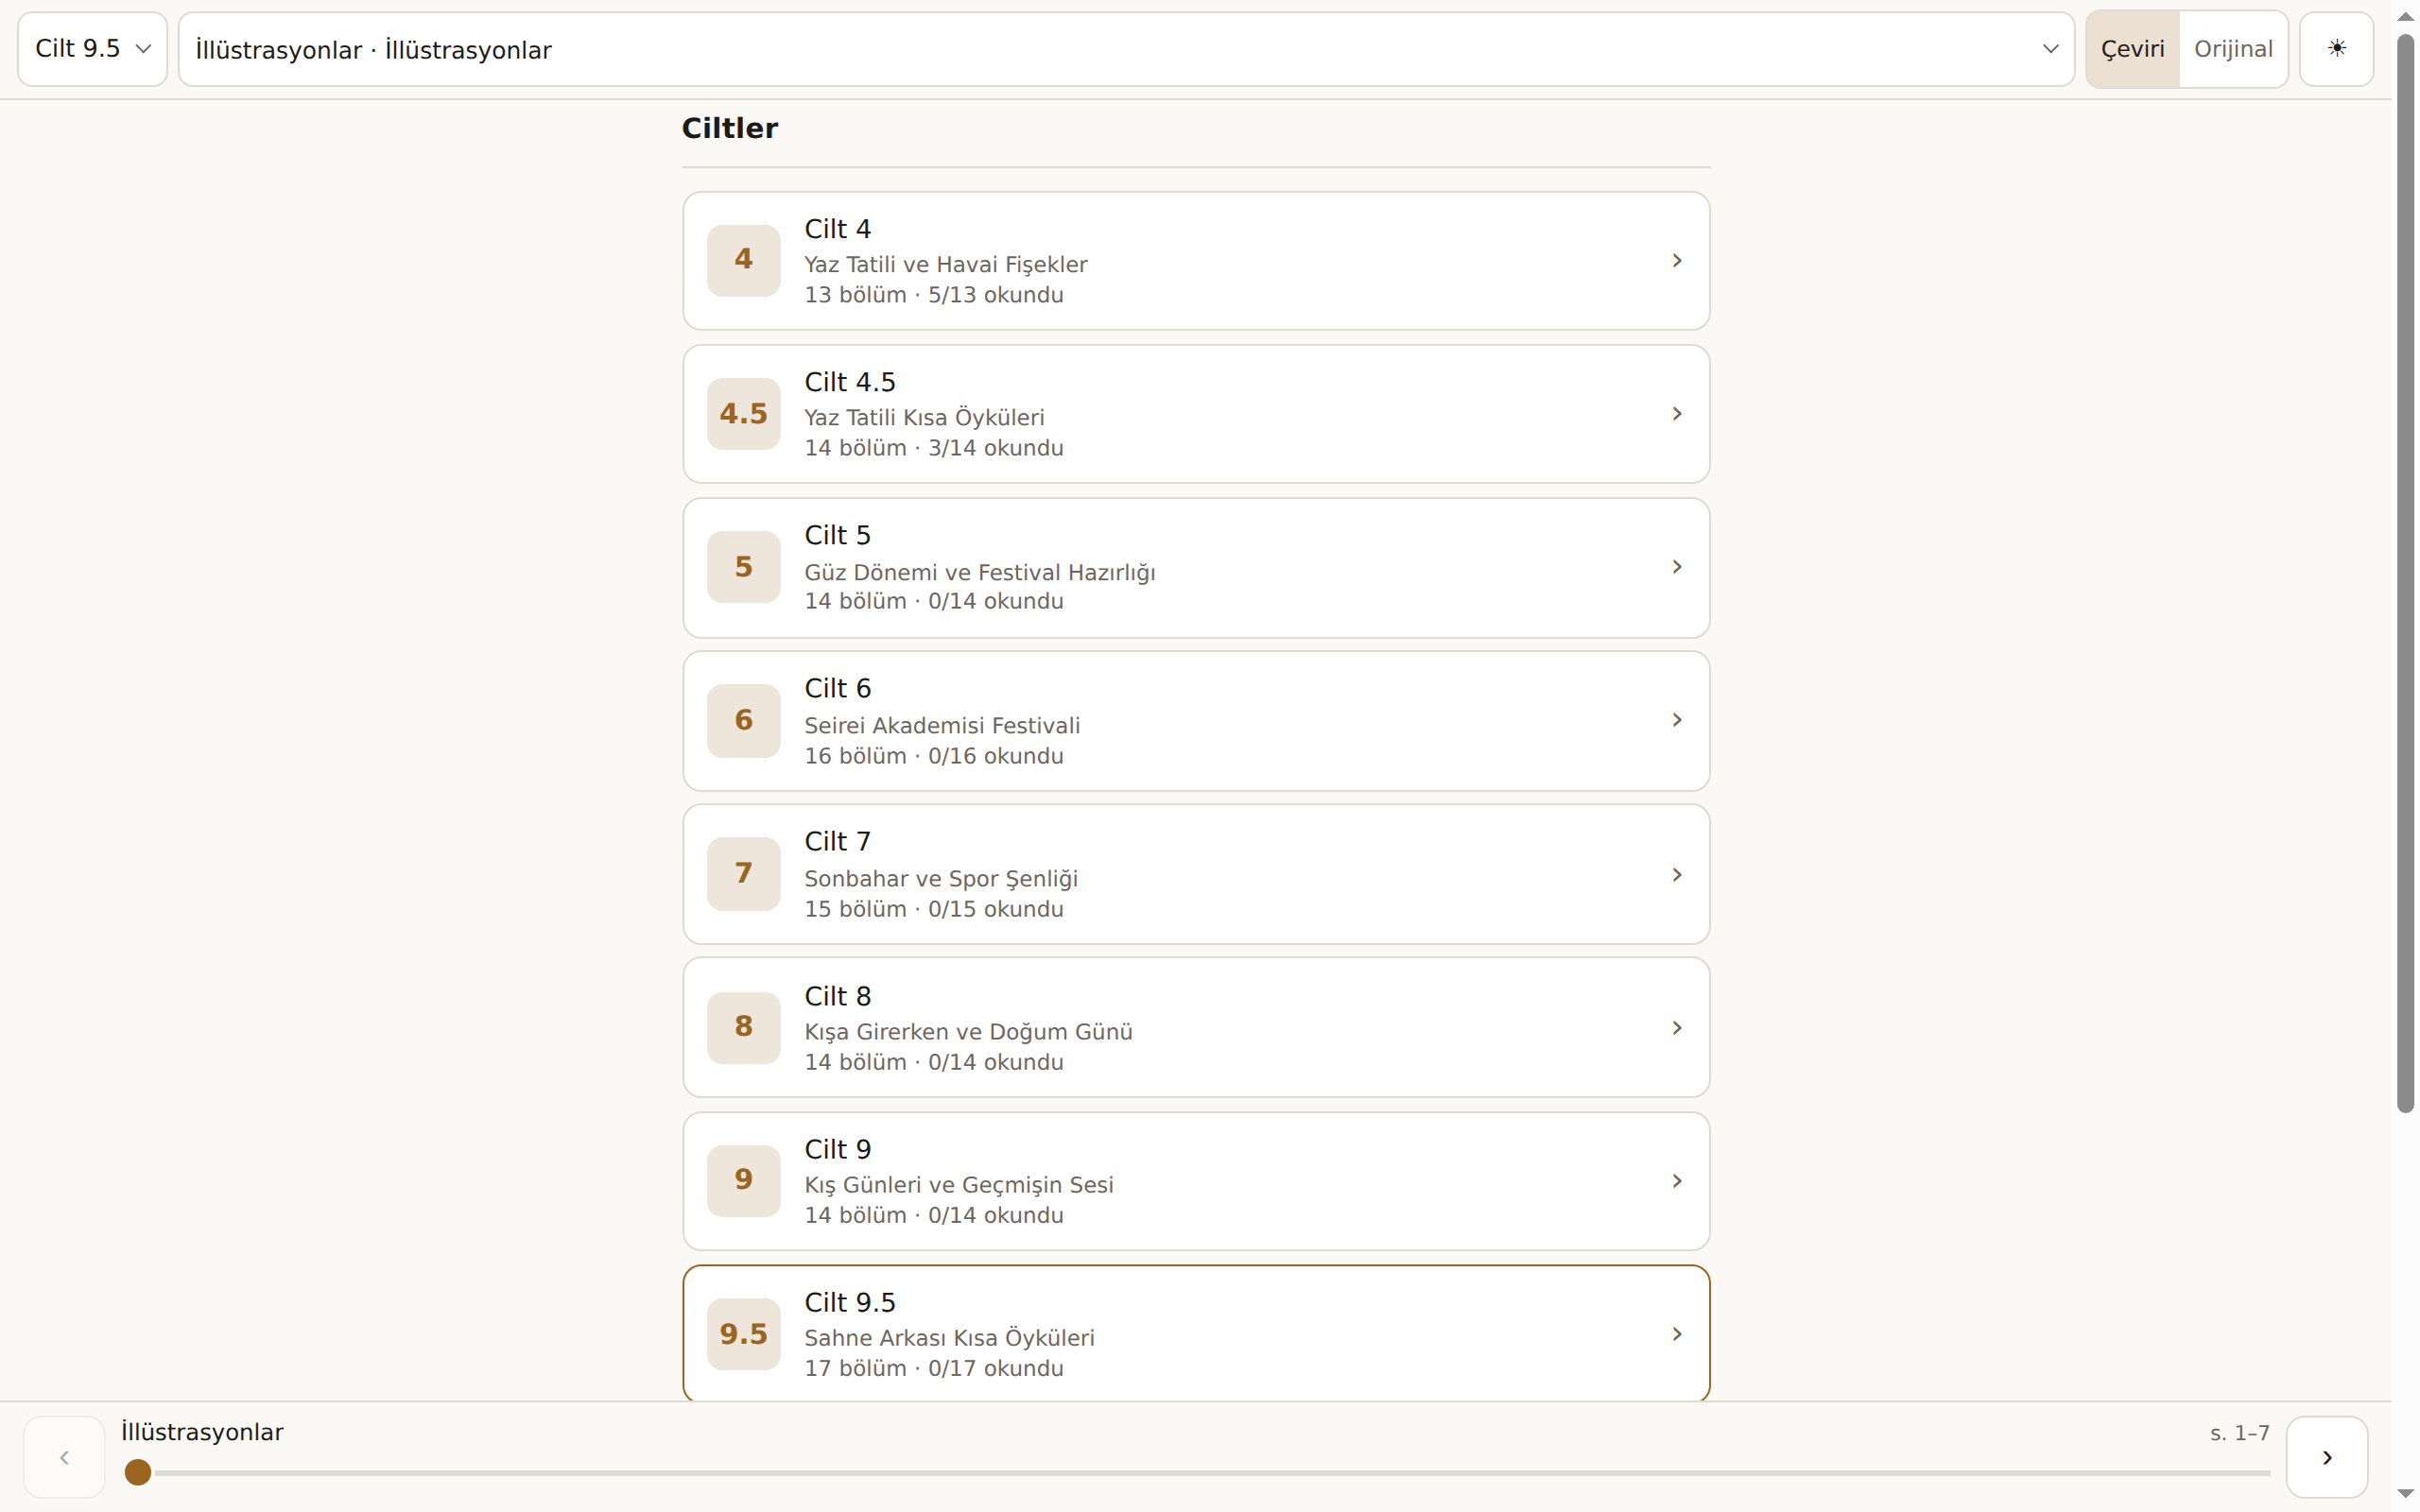 Cilt 9.5
İllüstrasyonlar · İllüstrasyonlar
Çeviri
Orijinal
Ciltler
4
Cilt 4
Yaz Tatili ve Havai Fişekler
13 bölüm · 5/13 okundu
4.5
Cilt 4.5
Yaz Tatili Kısa Öyküleri
14 bölüm · 3/14 okundu
5
Cilt 5
Güz Dönemi ve Festival Hazırlığı
14 bölüm · 0/14 okundu
6
Cilt 6
Seirei Akademisi Festivali
16 bölüm · 0/16 okundu
7
Cilt 7
Sonbahar ve Spor Şenliği
15 bölüm · 0/15 okundu
8
Cilt 8
Kışa Girerken ve Doğum Günü
14 bölüm · 0/14 okundu
9
Cilt 9
Kış Günleri ve Geçmişin Sesi
14 bölüm · 0/14 okundu
9.5
Cilt 9.5
Sahne Arkası Kısa Öyküleri
17 bölüm · 0/17 okundu
İllüstrasyonlar
s. 1–7